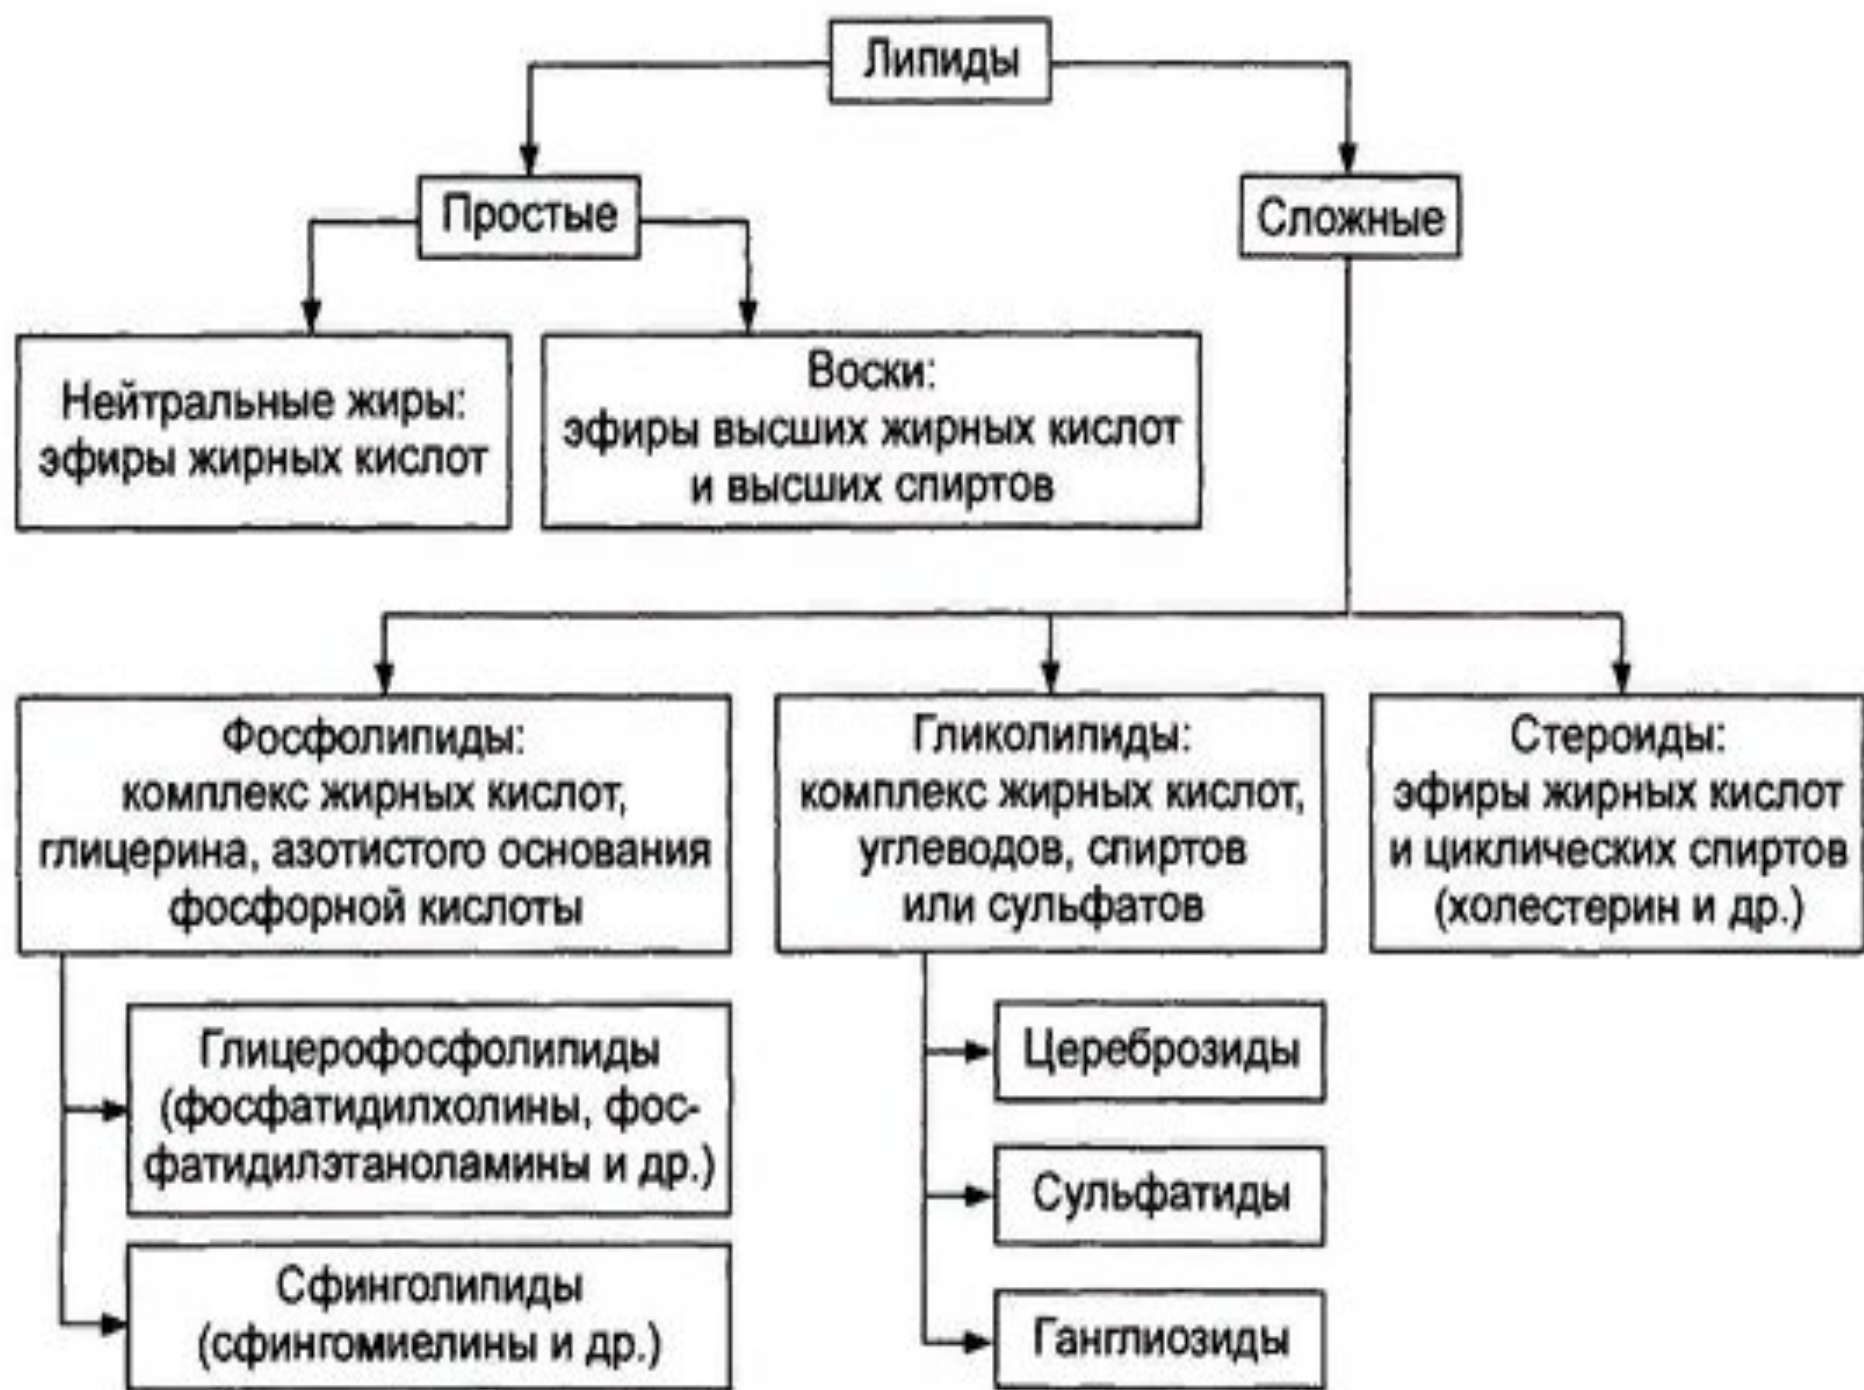 Липиды
Простые
Сложные
Нейтральные жиры:
эфиры жирных кислот
Воски:
эфиры высших жирных кислот
и высших спиртов
Фосфолипиды:
комплекс жирных кислот,
глицерина, азотистого основания
фосфорной кислоты
Гликолипиды:
комплекс жирных кислот,
углеводов, спиртов
или сульфатов
Стероиды:
эфиры жирных кислот
и циклических спиртов
(холестерин и др.)
Глицерофосфолипиды
(фосфатидилхолины, фос-
фатидилэтаноламины и др.)
Сфинголипиды
(сфингомиелины и др.)
Цереброзиды
Сульфатиды
Ганглиозиды